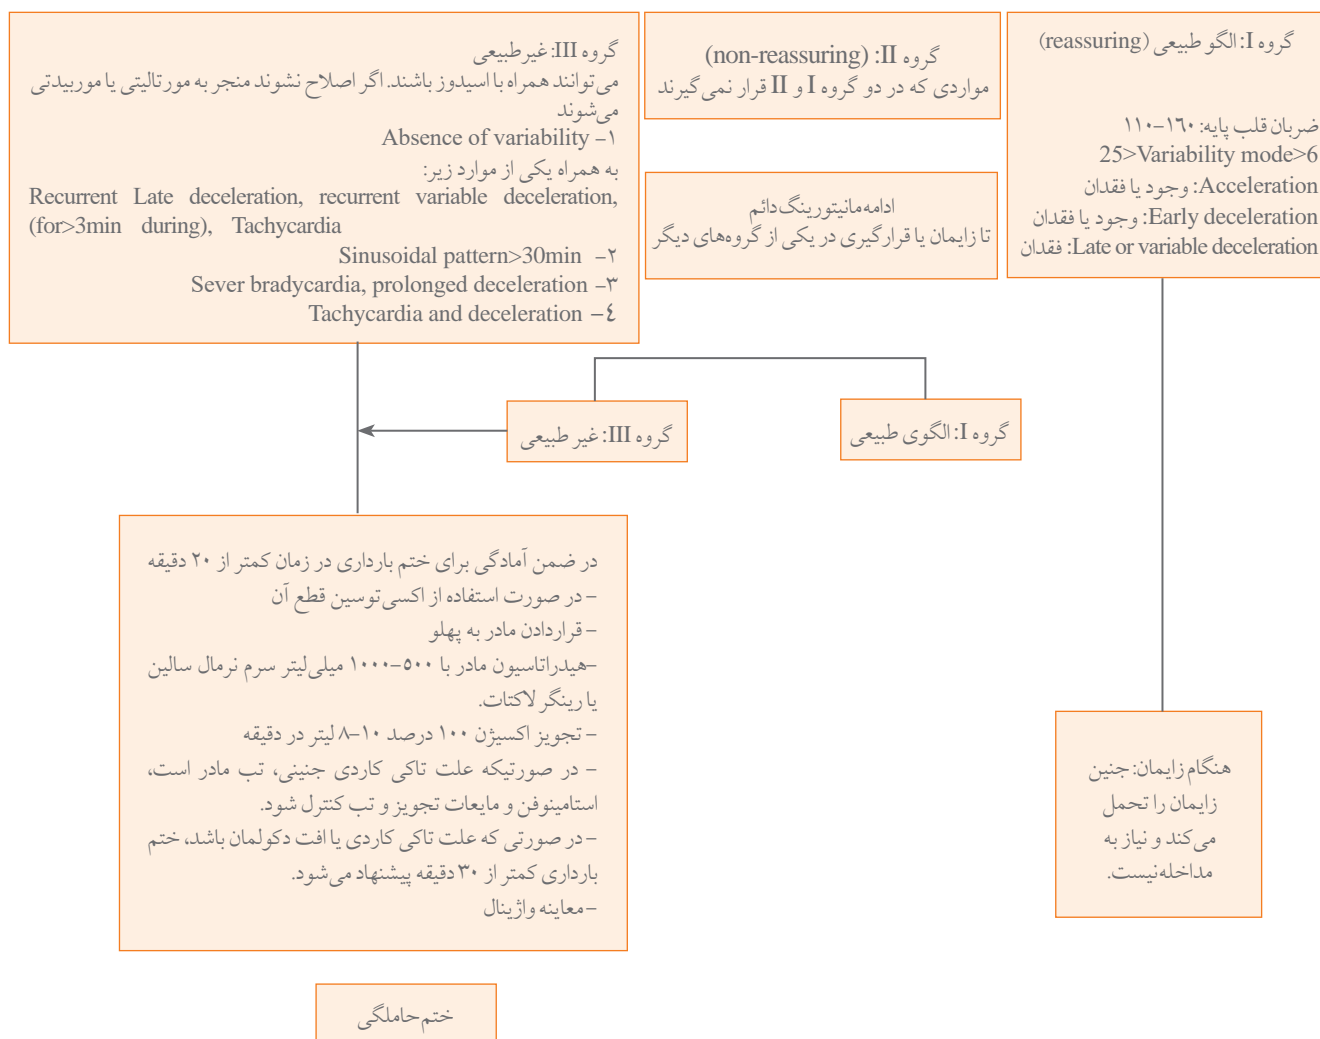 گروه I: الگو طبیعی (reassuring)
ضربان قلب پایه: ۱۶۰-۱۱۰
25>Variability mode>6
Acceleration: وجود یا فقدان
Early deceleration: وجود یا فقدان
Late or variable deceleration: فقدان
گروه II: (non-reassuring)
مواردی که در دو گروه I و II قرار نمی‌گیرند
ادامه مانیتورینگ دائم
تا زایمان یا قرارگیری در یکی از گروه‌های دیگر
گروه III: غیرطبیعی
می‌توانند همراه با اسیدوز باشند. اگر اصلاح نشوند منجر به مورتالیتی یا موربیدتی
می‌شوند
۱- Absence of variability
به همراه یکی از موارد زیر:
Recurrent Late deceleration, recurrent variable deceleration,
(for>3min during), Tachycardia
۲- Sinusoidal pattern>30min
۳- Sever bradycardia, prolonged deceleration
۴- Tachycardia and deceleration
گروه I: الگوی طبیعی
گروه III: غیر طبیعی
هنگام زایمان: جنین
زایمان را تحمل
می‌کند و نیاز به
مداخله نیست.
در ضمن آمادگی برای ختم بارداری در زمان کمتر از ۲۰ دقیقه
- در صورت استفاده از اکسی‌توسین قطع آن
- قراردادن مادر به پهلو
-هیدراتاسیون مادر با ۵۰۰-۱۰۰۰ میلی‌لیتر سرم نرمال سالین
یا رینگر لاکتات.
- تجویز اکسیژن ۱۰۰ درصد ۱۰-۸ لیتر در دقیقه
- در صورتیکه علت تاکی کاردی جنینی، تب مادر است،
استامینوفن و مایعات تجویز و تب کنترل شود.
- در صورتی که علت تاکی کاردی یا افت دکولمان باشد، ختم
بارداری کمتر از ۳۰ دقیقه پیشنهاد می‌شود.
- معاینه واژینال
ختم حاملگی